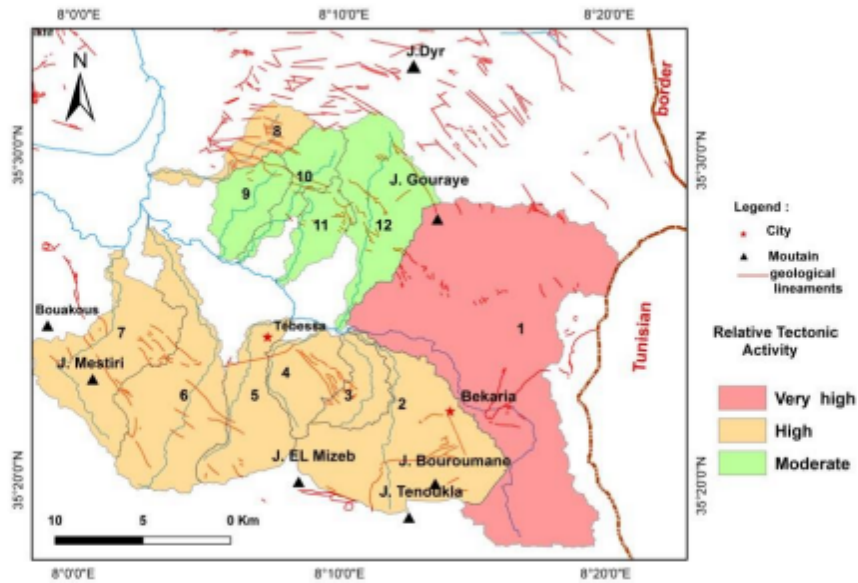 8°0'0"E 8°10'0"E 8°20'0"E
J.Dyr
N
border
35°30'0"N
35°30'0"N
8
10
9
J. Gouraye
11
12
Legend :
City
Moutain
geological
lineaments
Bouakous
7
Tebessa
1
Tunisian
Relative Tectonic
Activity
J. Mestiri
4
6
5
3
2
Bekaria
Very high
High
Moderate
J. EL Mizeb
J. Bouroumane
J. Tenoukla
35°20'0"N
35°20'0"N
10 5 0 Km
8°0'0"E 8°10'0"E 8°20'0"E